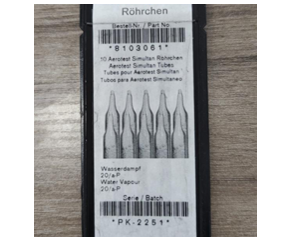 Röhrchen
Bestell-Nr. / Part No.
*8103061*
10 Aerotest Simultan Röhrchen
Aerotest Simultan Tubes
Tubes pour Aerotest Simultan
Tubos para Aerotest Simultaneo
Wasserdampf
20/a-P
Water Vapour
20/a-P
Serie / Batch
*PK-2251*